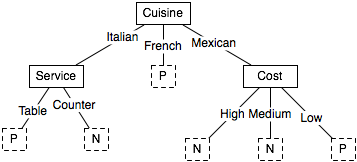 Cuisine
Italian French Mexican
Service P Cost
Table Counter High Medium Low
P N N N P